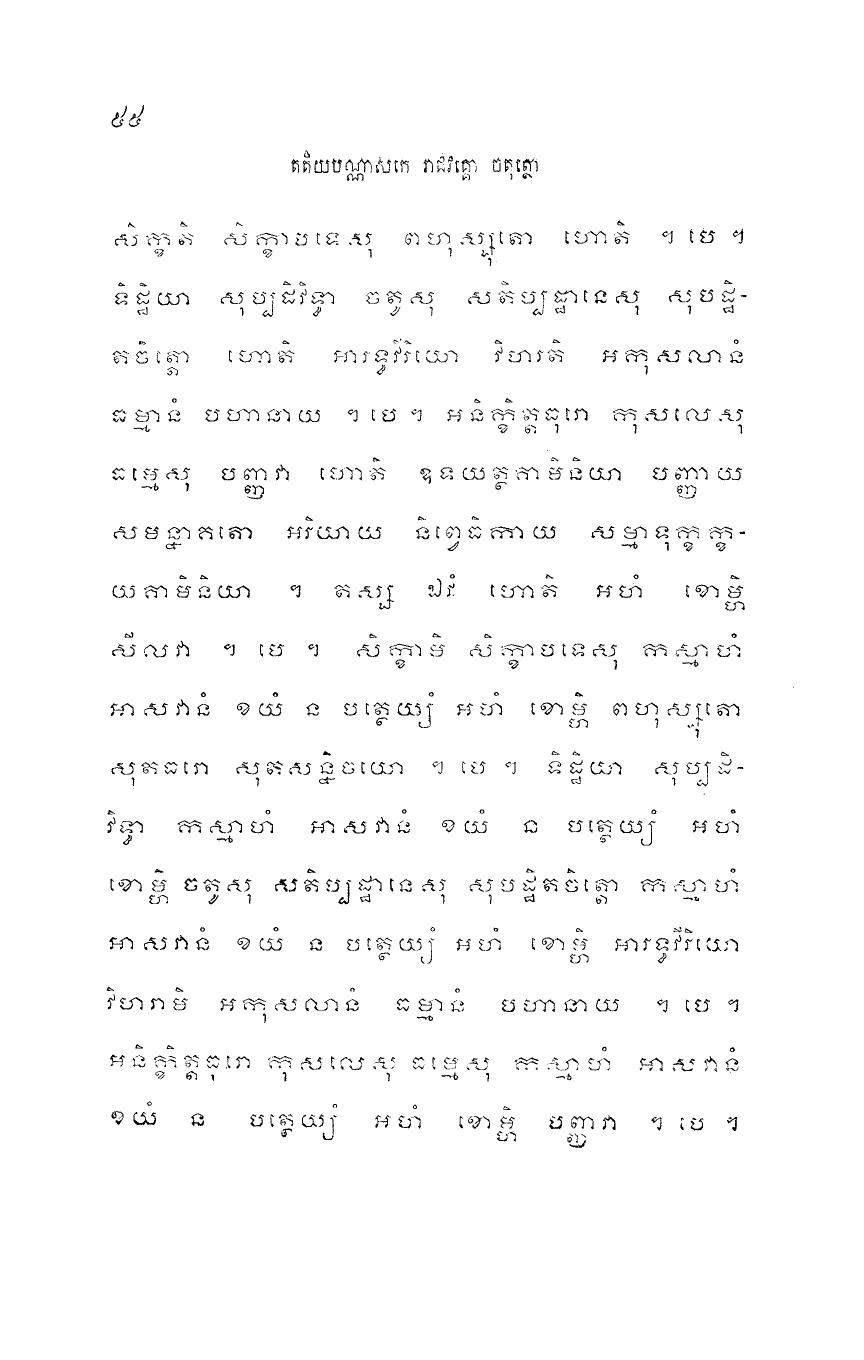 ៥៥
តតិយបណ្ណាសកេ រាជវគ្គោ ចតុត្ថោ
សិក្ខតិ សិក្ខាបទេសុ ពហុស្សុតោ ហោតិ ។ បេ ។
ទិដ្ឋិយា សុប្បដិវិទ្ធា ចតូសុ សតិប្បដ្ឋានេសុ សុបដ្ឋិ-
តចិត្តោ ហោតិ អារទ្ធវីរិយោ វិហរតិ អកុសលានំ
ធម្មានំ បហានាយ ។ បេ ។ អនិក្ខិត្តធុរោ កុសលេសុ
ធម្មេសុ បញ្ញវា ហោតិ ឧទយត្ថគាមិនិយា បញ្ញាយ
សមន្នាគតោ អរិយាយ និព្វេធិកាយ សម្មាទុក្ខក្ខ-
យគាមិនិយា ។ តស្ស ឯវំ ហោតិ អហំ ខោម្ហិ
សីលវា ។ បេ ។ សិក្ខាមិ សិក្ខាបទេសុ កស្មាហំ
អាសវានំ ខយំ ន បត្ថេយ្យំ អហំ ខោម្ហិ ពហុស្សុតោ
សុតធរោ សុតសន្និចយោ ។ បេ ។ ទិដ្ឋិយា សុប្បដិ-
វិទ្ធា កស្មាហំ អាសវានំ ខយំ ន បត្ថេយ្យំ អហំ
ខោម្ហិ ចតូសុ សតិប្បដ្ឋានេសុ សុបដ្ឋិតចិត្តោ កស្មាហំ
អាសវានំ ខយំ ន បត្ថេយ្យំ អហំ ខោម្ហិ អារទ្ធវីរិយោ
វិហរាមិ អកុសលានំ ធម្មានំ បហានាយ ។ បេ ។
អនិក្ខិត្តធុរោ កុសលេសុ ធម្មេសុ កស្មាហំ អាសវានំ
ខយំ ន បត្ថេយ្យំ អហំ ខោម្ហិ បញ្ញវា ។ បេ ។